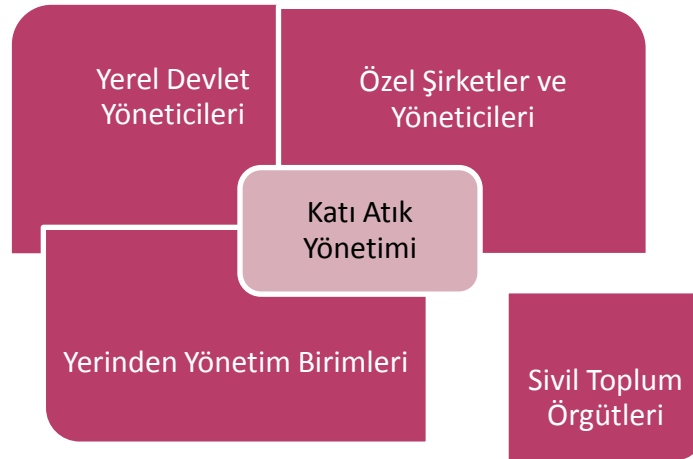 Yerel Devlet
Yöneticileri
Özel Şirketler ve
Yöneticileri
Katı Atık
Yönetimi
Yerinden Yönetim Birimleri
Sivil Toplum
Örgütleri